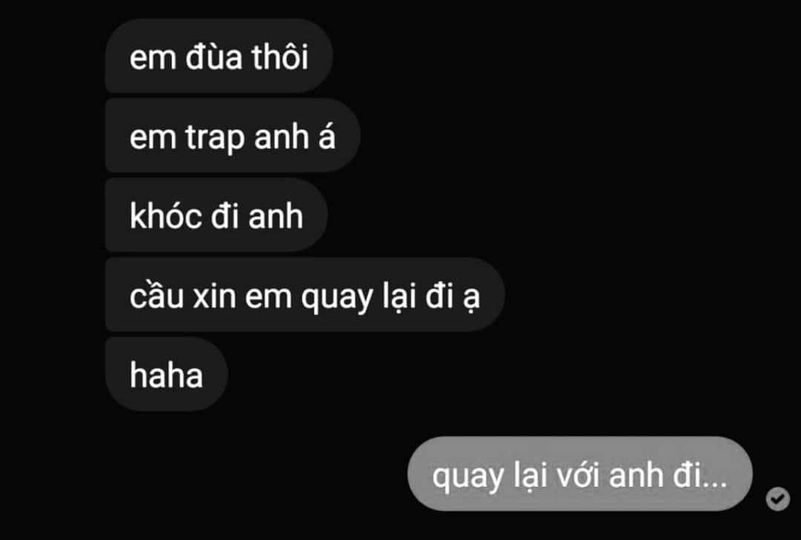 em đùa thôi
em trap anh á
khóc đi anh
cầu xin em quay lại đi ạ
haha
quay lại với anh đi...